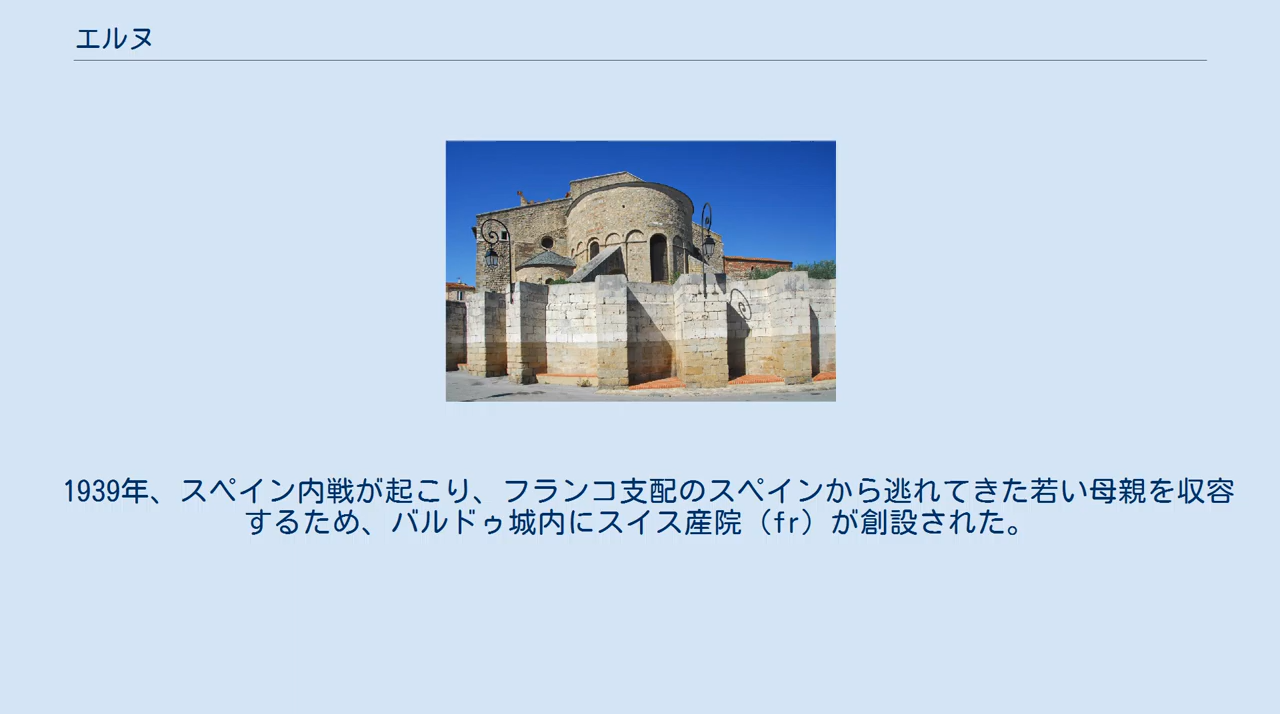 エルヌ
1939年、スペイン内戦が起こり、フランコ支配のスペインから逃れてきた若い母親を収容
するため、バルドゥ城内にスイス産院（fr）が創設された。